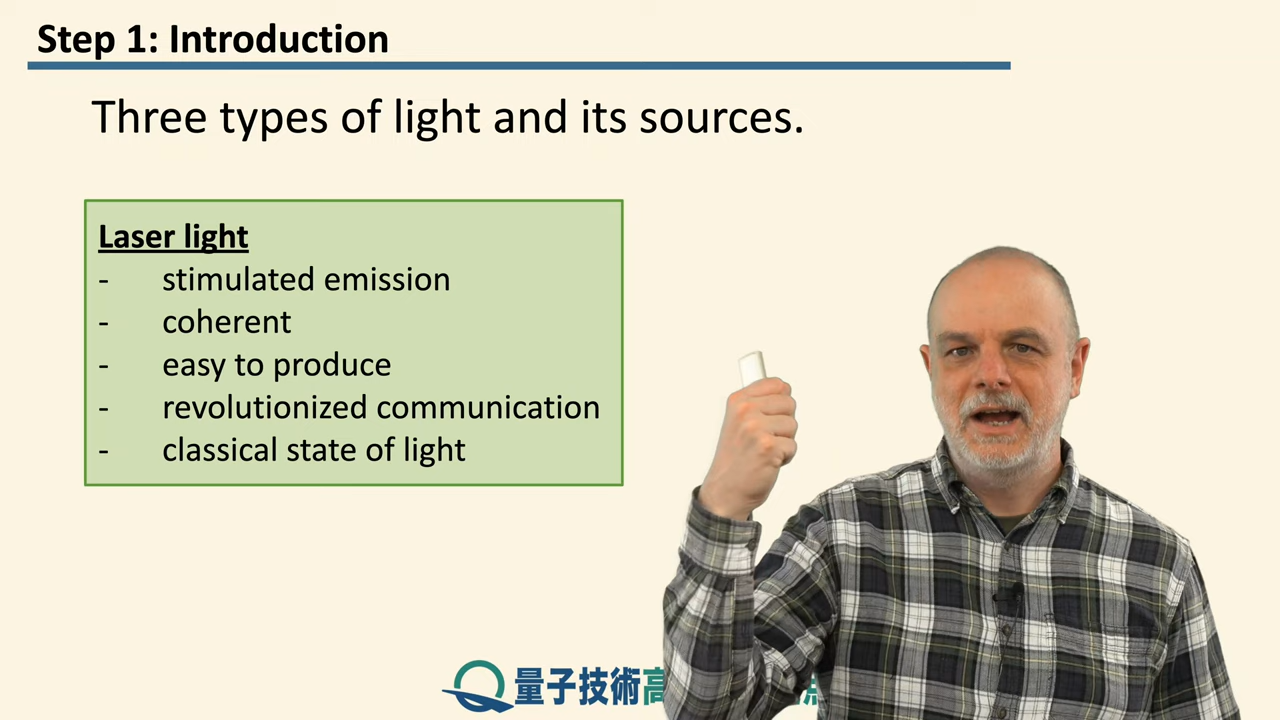 Step 1: Introduction
Three types of light and its sources.
Laser light
- stimulated emission
- coherent
- easy to produce
- revolutionized communication
- classical state of light
量子技術高